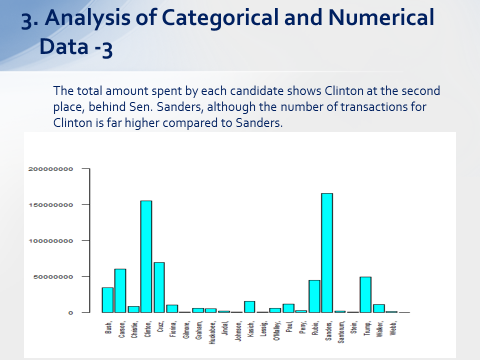 3. Analysis of Categorical and Numerical
Data -3
The total amount spent by each candidate shows Clinton at the second
place, behind Sen. Sanders, although the number of transactions for
Clinton is far higher compared to Sanders.
200000000
150000000
100000000
50000000
0
Bush, Carson, Christie, Clinton, Cruz, Fiorina, Gilmore, Graham, Huckabee, Jindal, Johnson, Kasich, Lessig, O'Malley, Paul, Perry, Rubio, Sanders, Santorum, Stein, Trump, Walker, Webb,